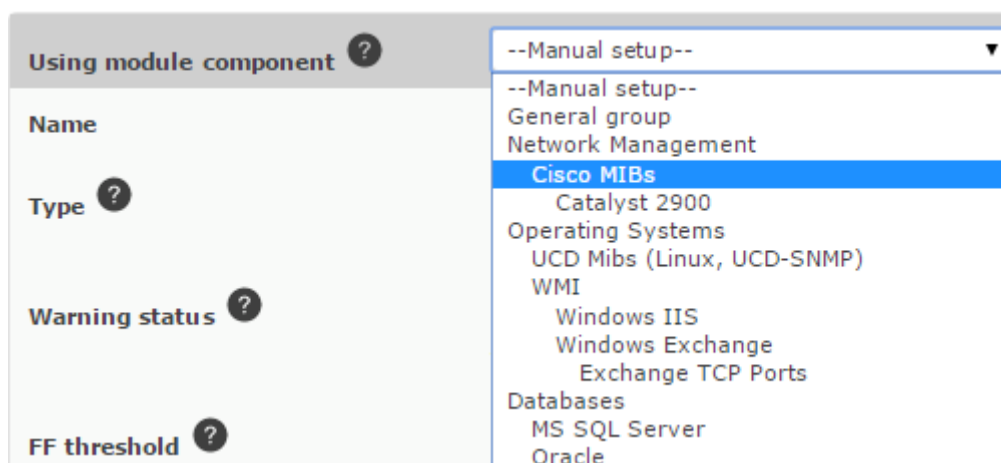 Using module component ?
--Manual setup-- ▼
--Manual setup--
General group
Name
Network Management
Cisco MIBs
Type ?
Catalyst 2900
Operating Systems
UCD Mibs (Linux, UCD-SNMP)
WMI
Warning status ?
Windows IIS
Windows Exchange
Exchange TCP Ports
Databases
MS SQL Server
FF threshold ?
Oracle